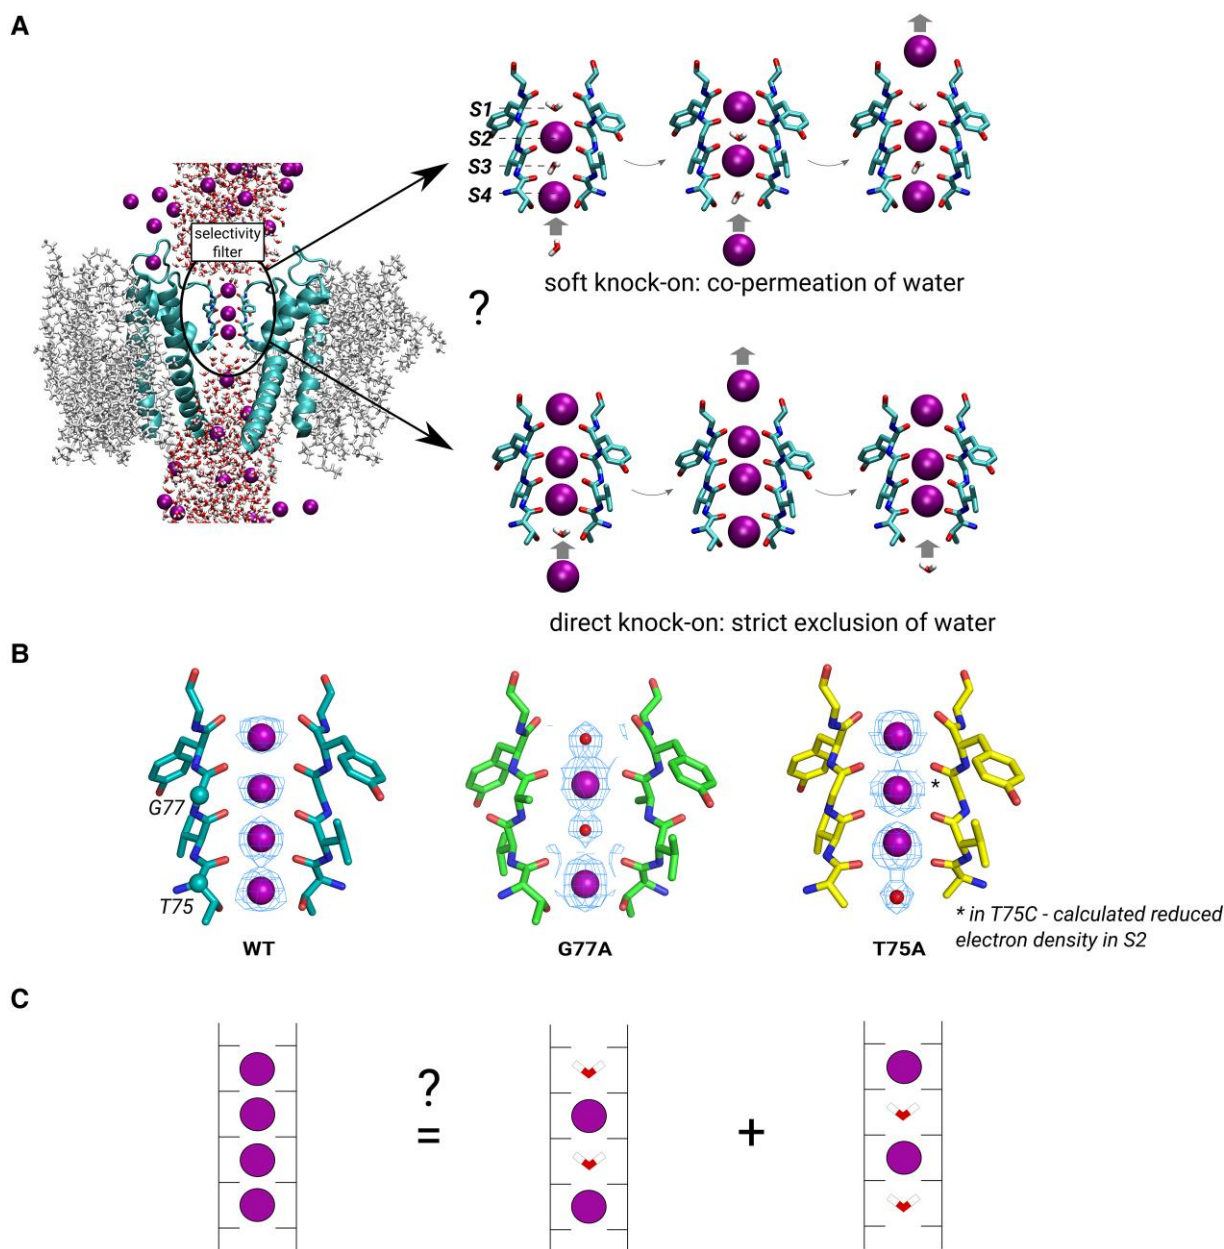 A
S1
S2
S3
S4
selectivity
filter
soft knock-on: co-permeation of water
?
direct knock-on: strict exclusion of water
B
G77
T75
*
* in T75C - calculated reduced
electron density in S2
WT
G77A
T75A
C
?
=
+